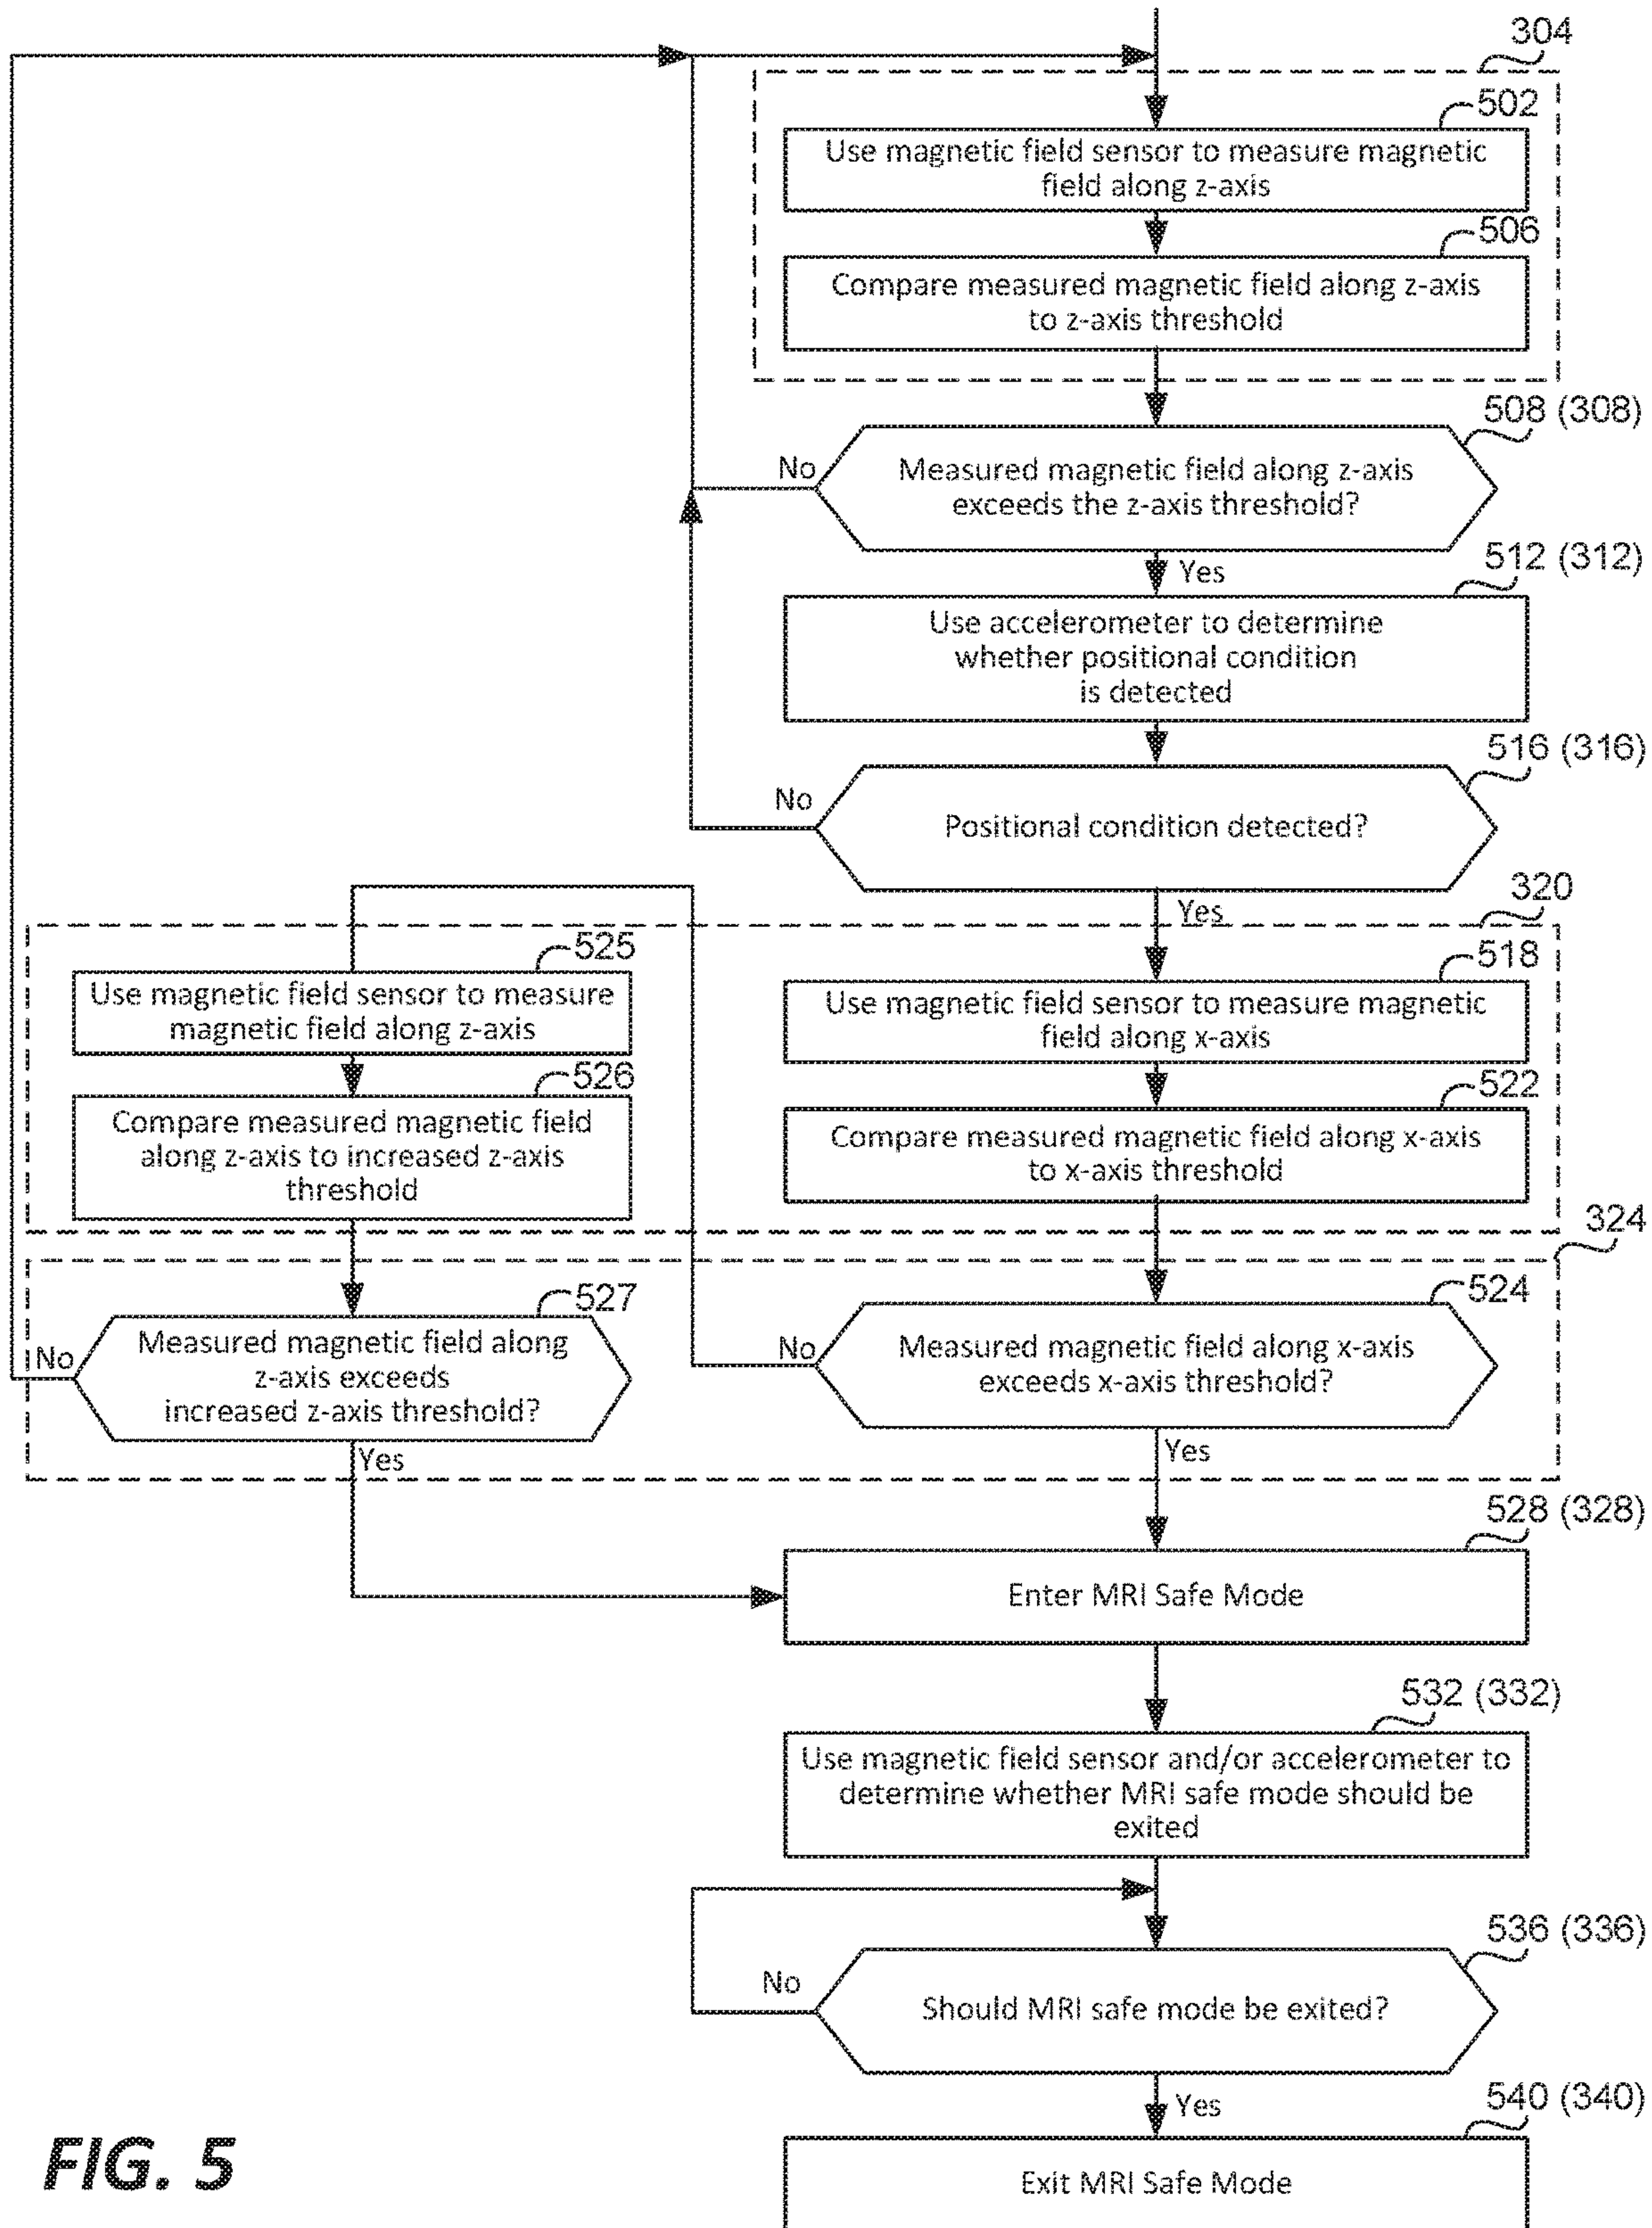 304
502
Use magnetic field sensor to measure magnetic
field along z-axis
506
Compare measured magnetic field along z-axis
to z-axis threshold
508 (308)
No
Measured magnetic field along z-axis
exceeds the z-axis threshold?
Yes
512 (312)
Use accelerometer to determine
whether positional condition
is detected
516 (316)
No
Positional condition detected?
Yes
320
525
Use magnetic field sensor to measure
magnetic field along z-axis
526
Compare measured magnetic field
along z-axis to increased z-axis
threshold
518
Use magnetic field sensor to measure magnetic
field along x-axis
522
Compare measured magnetic field along x-axis
to x-axis threshold
324
527
No
Measured magnetic field along
z-axis exceeds
increased z-axis threshold?
Yes
524
No
Measured magnetic field along x-axis
exceeds x-axis threshold?
Yes
528 (328)
Enter MRI Safe Mode
532 (332)
Use magnetic field sensor and/or accelerometer to
determine whether MRI safe mode should be
exited
536 (336)
No
Should MRI safe mode be exited?
Yes
540 (340)
Exit MRI Safe Mode
FIG. 5